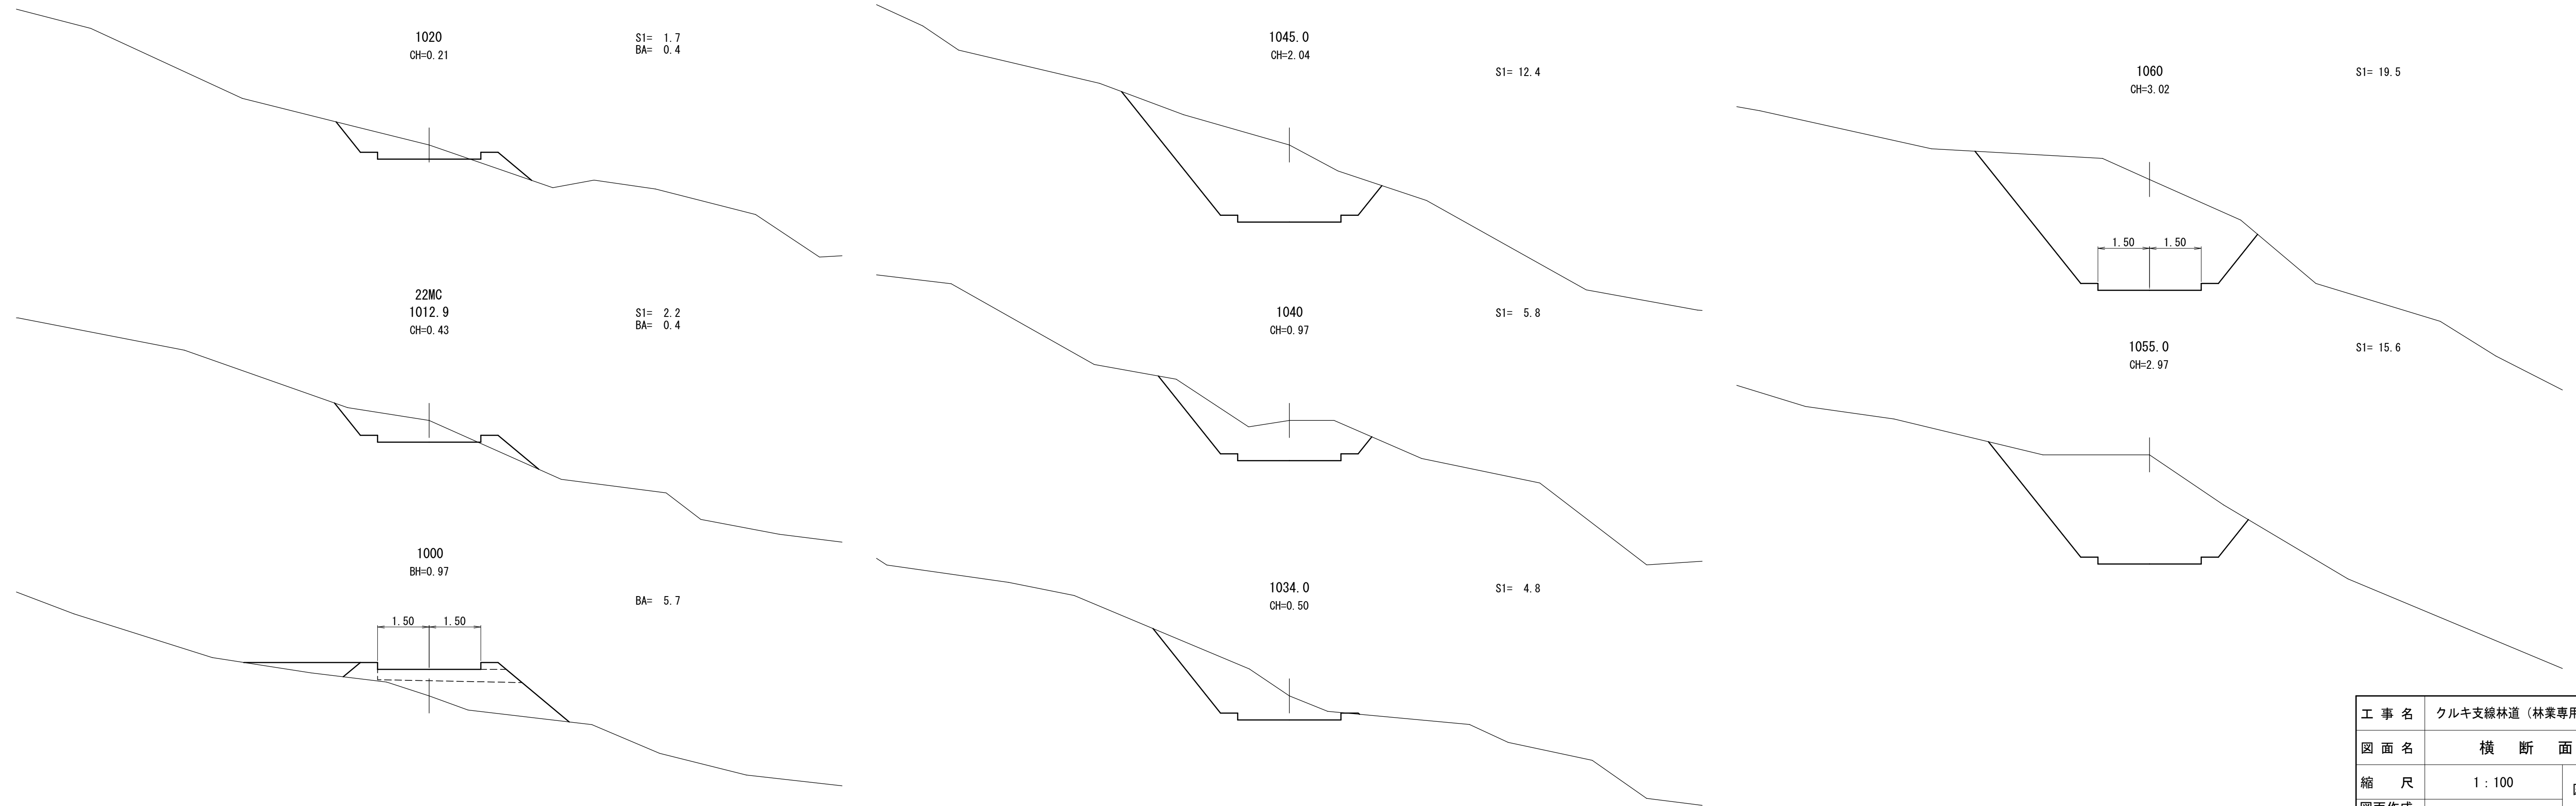 1020
CH=0.21
S1= 1.7
BA= 0.4
22MC
1012.9
CH=0.43
S1= 2.2
BA= 0.4
1000
BH=0.97
BA= 5.7
1.50 1.50
1045.0
CH=2.04
S1= 12.4
1040
CH=0.97
S1= 5.8
1034.0
CH=0.50
S1= 4.8
1060
CH=3.02
S1= 19.5
1.50 1.50
1055.0
CH=2.97
S1= 15.6
工事名 クルキ支線林道（林業専用
図面名 横断面
縮尺 1：100
図面作成